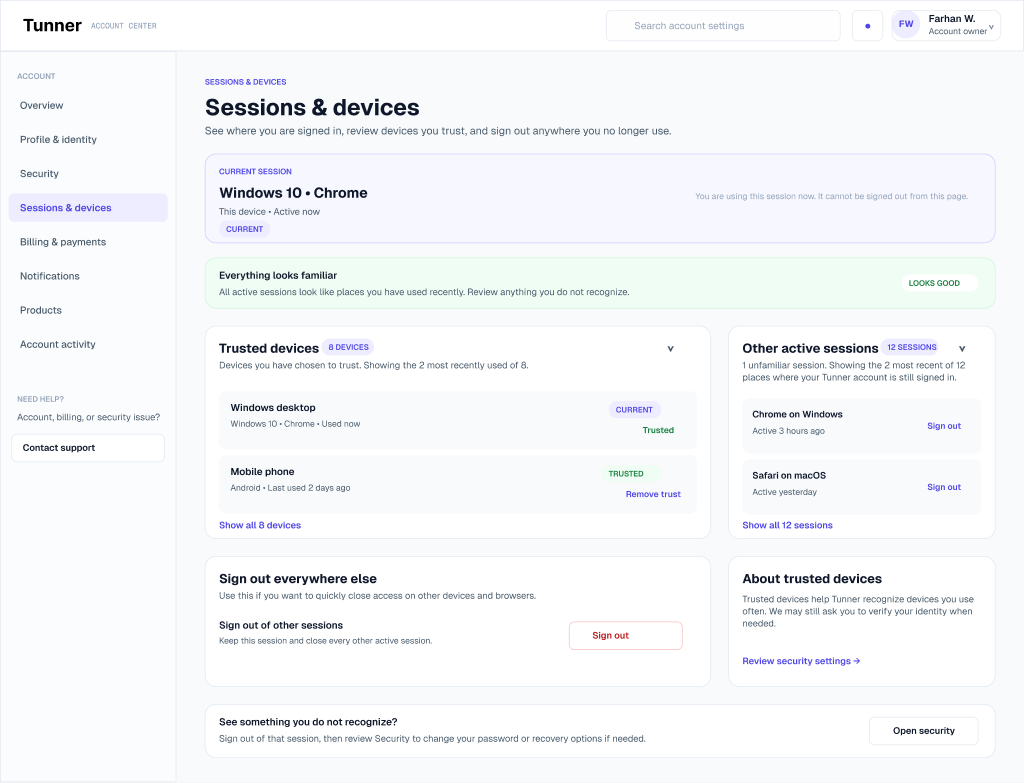 Tunner ACCOUNT CENTER
Search account settings
FW
Farhan W.
Account owner
ACCOUNT
Overview
Profile & identity
Security
Sessions & devices
Billing & payments
Notifications
Products
Account activity
NEED HELP?
Account, billing, or security issue?
Contact support
SESSIONS & DEVICES
Sessions & devices
See where you are signed in, review devices you trust, and sign out anywhere you no longer use.
CURRENT SESSION
Windows 10 • Chrome
This device • Active now
CURRENT
You are using this session now. It cannot be signed out from this page.
Everything looks familiar
All active sessions look like places you have used recently. Review anything you do not recognize.
LOOKS GOOD
Trusted devices 8 DEVICES
Devices you have chosen to trust. Showing the 2 most recently used of 8.
Windows desktop
Windows 10 • Chrome • Used now
CURRENT
Trusted
Mobile phone
Android • Last used 2 days ago
TRUSTED
Remove trust
Show all 8 devices
Other active sessions 12 SESSIONS
1 unfamiliar session. Showing the 2 most recent of 12
places where your Tunner account is still signed in.
Chrome on Windows
Active 3 hours ago
Sign out
Safari on macOS
Active yesterday
Sign out
Show all 12 sessions
Sign out everywhere else
Use this if you want to quickly close access on other devices and browsers.
Sign out of other sessions
Keep this session and close every other active session.
Sign out
About trusted devices
Trusted devices help Tunner recognize devices you use
often. We may still ask you to verify your identity when
needed.
Review security settings →
See something you do not recognize?
Sign out of that session, then review Security to change your password or recovery options if needed.
Open security